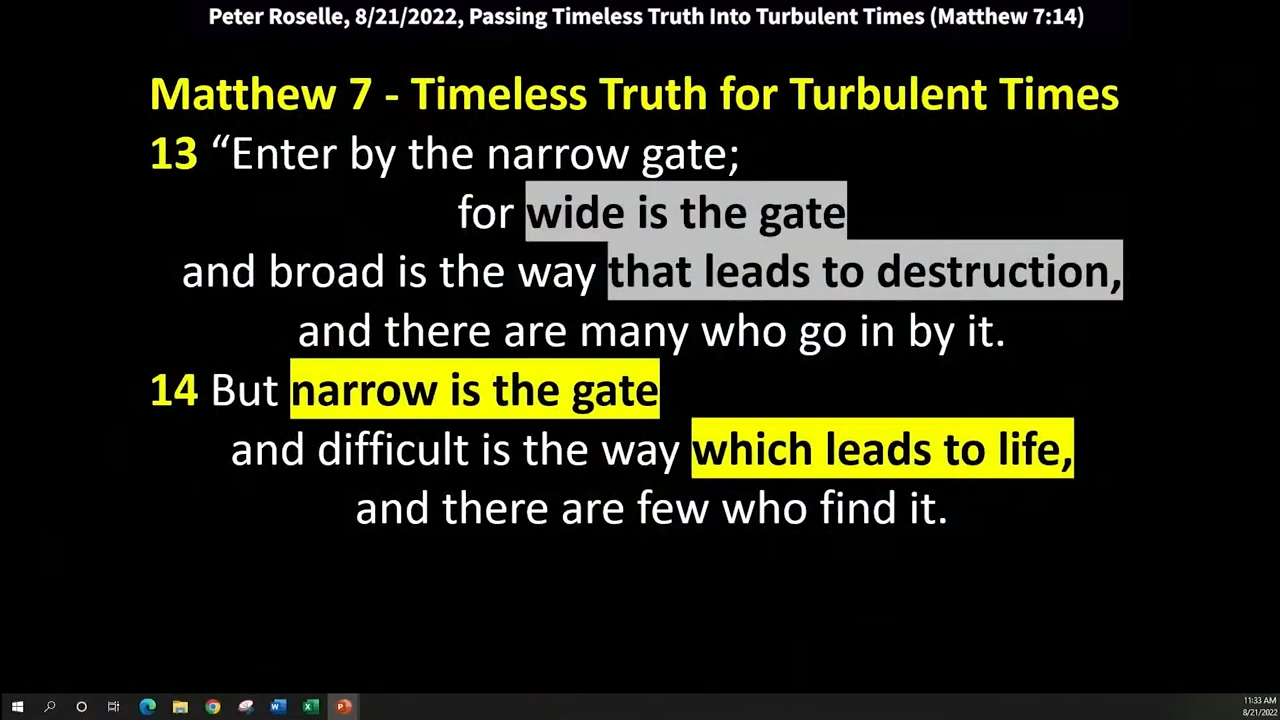 Peter Roselle, 8/21/2022, Passing Timeless Truth Into Turbulent Times (Matthew 7:14)
Matthew 7 - Timeless Truth for Turbulent Times
13 “Enter by the narrow gate;
for wide is the gate
and broad is the way that leads to destruction,
and there are many who go in by it.
14 But narrow is the gate
and difficult is the way which leads to life,
and there are few who find it.
11:33 AM
8/21/2022